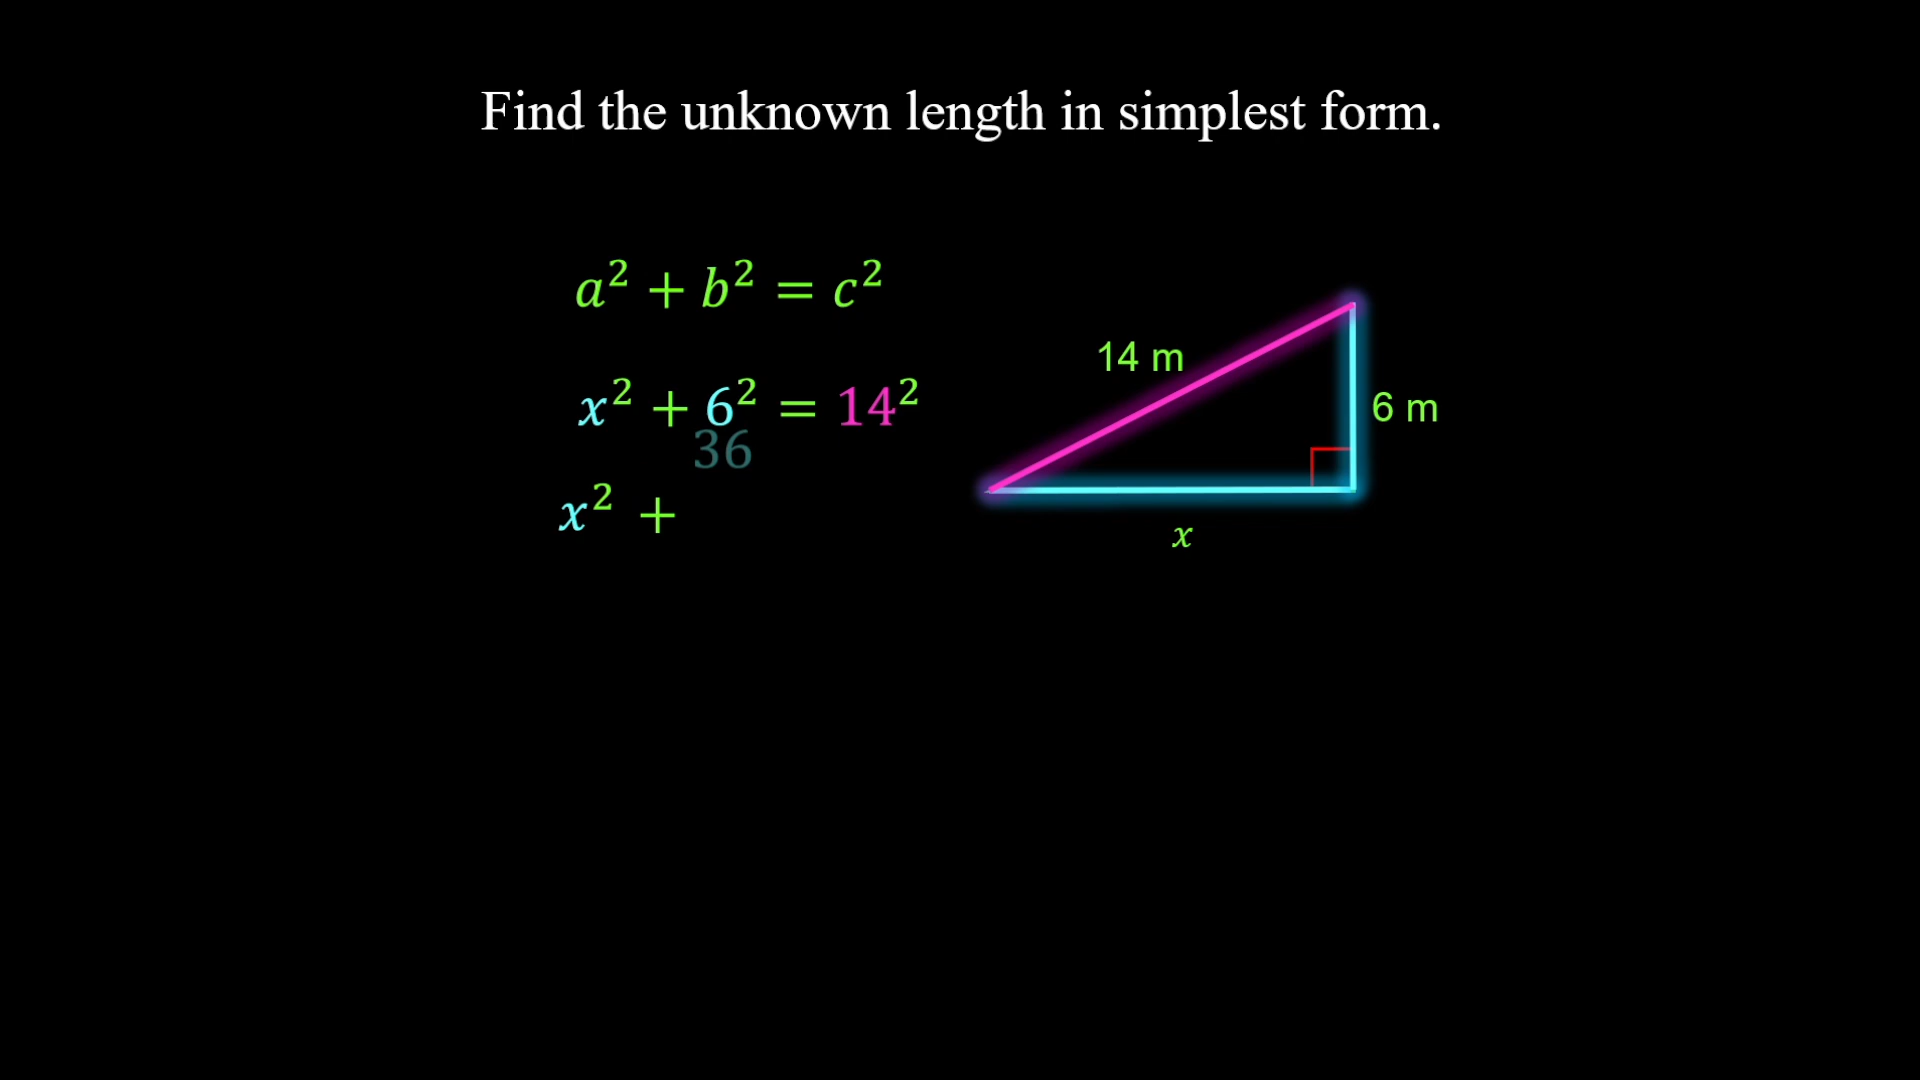 Find the unknown length in simplest form.
a² + b² = c²
x² + 6² = 14²
36
x² +
14 m
6 m
x